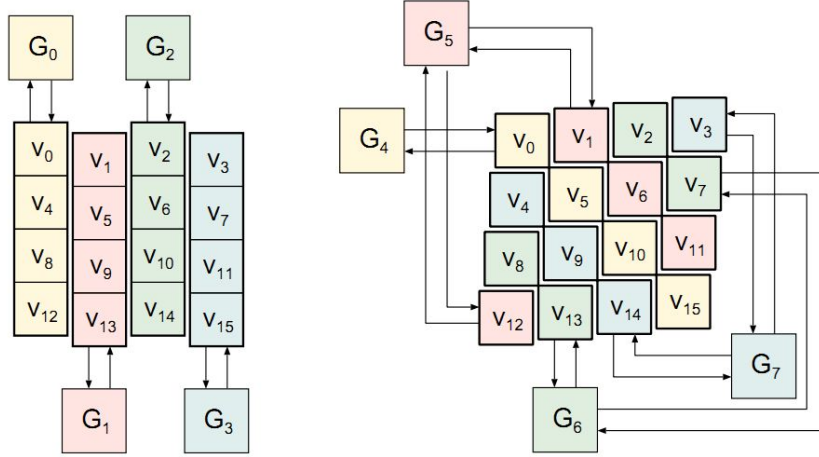 G₀ G₂
v₀ v₁ v₂ v₃
v₄ v₅ v₆ v₇
v₈ v₉ v₁₀ v₁₁
v₁₂ v₁₃ v₁₄ v₁₅
G₁ G₃
G₅
G₄
v₀ v₁ v₂ v₃
v₄ v₅ v₆ v₇
v₈ v₉ v₁₀ v₁₁
v₁₂ v₁₃ v₁₄ v₁₅
G₇
G₆